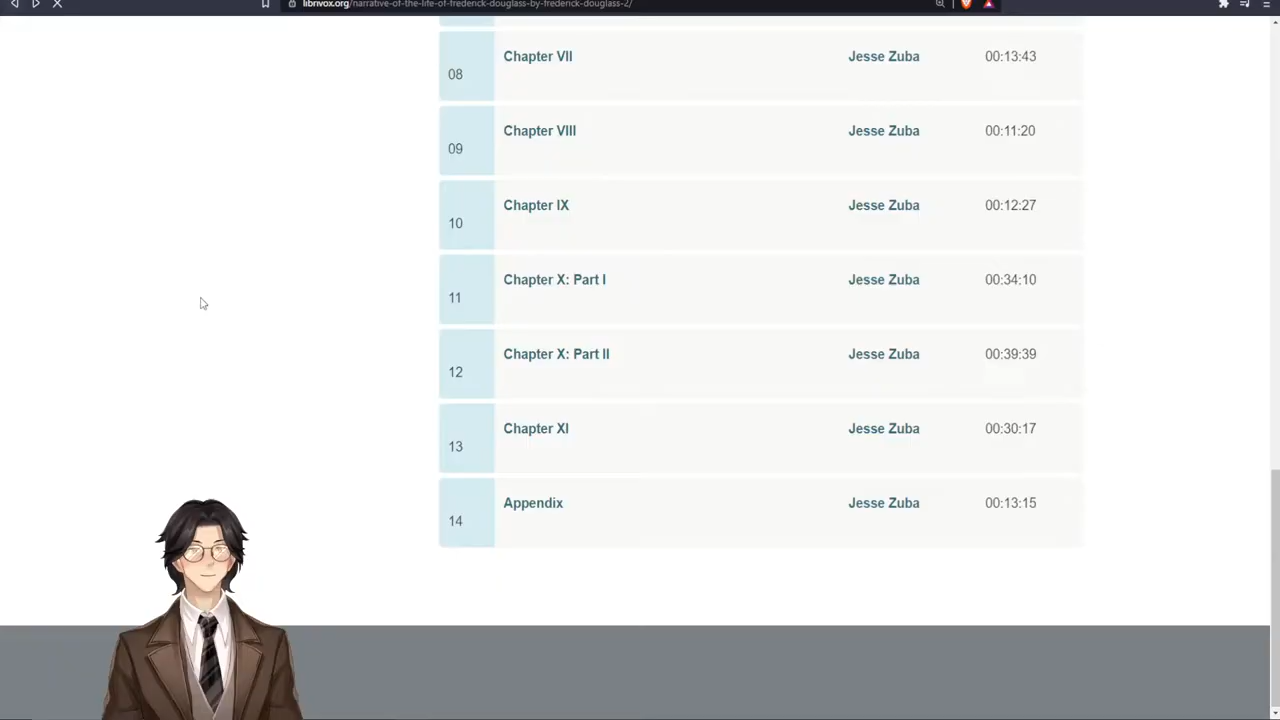 librivox.org/narrative-of-the-life-of-frederick-douglass-by-frederick-douglass-2/
08 Chapter VII Jesse Zuba 00:13:43
09 Chapter VIII Jesse Zuba 00:11:20
10 Chapter IX Jesse Zuba 00:12:27
11 Chapter X: Part I Jesse Zuba 00:34:10
12 Chapter X: Part II Jesse Zuba 00:39:39
13 Chapter XI Jesse Zuba 00:30:17
14 Appendix Jesse Zuba 00:13:15